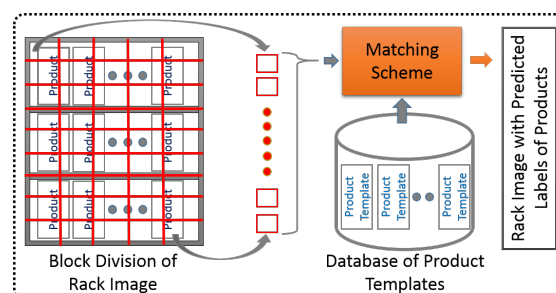 Product
Product
Product
Product
Product
Product
Product
Product
Product
Block Division of
Rack Image
Matching
Scheme
Product
Template
Product
Template
Product
Template
Database of Product
Templates
Rack Image with Predicted
Labels of Products